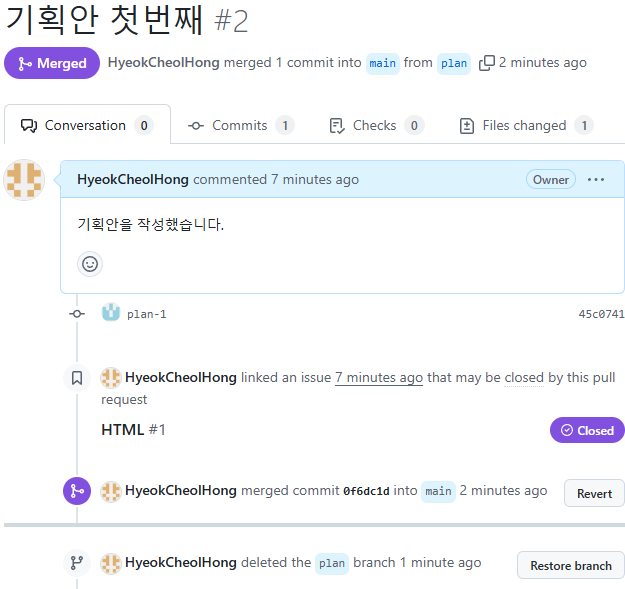 기획안 첫번째 #2
Merged HyeokCheolHong merged 1 commit into main from plan 2 minutes ago
Conversation 0 Commits 1 Checks 0 Files changed 1
HyeokCheolHong commented 7 minutes ago Owner ...
기획안을 작성했습니다.
plan-1 45c0741
HyeokCheolHong linked an issue 7 minutes ago that may be closed by this pull
request
HTML #1 Closed
HyeokCheolHong merged commit 0f6dc1d into main 2 minutes ago Revert
HyeokCheolHong deleted the plan branch 1 minute ago Restore branch